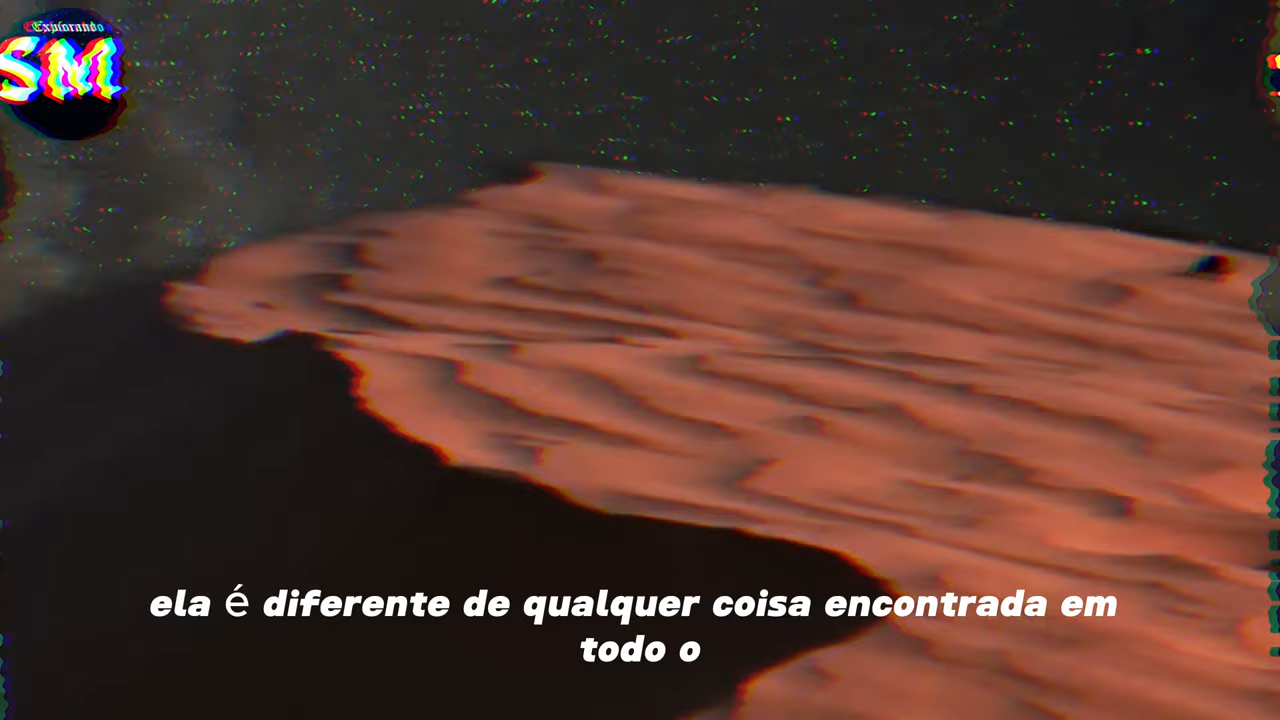 Explorando
SM
ela é diferente de qualquer coisa encontrada em
todo o